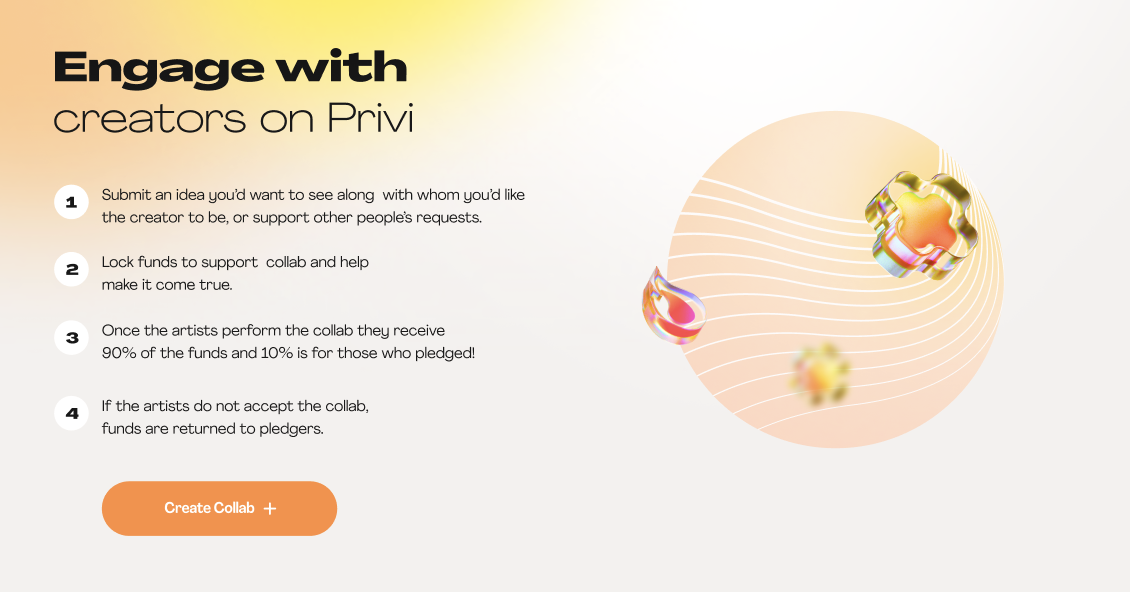 Engage with
creators on Privi
1
Submit an idea you’d want to see along  with whom you’d like
the creator to be, or support other people’s requests.
2
Lock funds to support  collab and help
make it come true.
3
Once the artists perform the collab they receive
90% of the funds and 10% is for those who pledged!
4
If the artists do not accept the collab,
funds are returned to pledgers.
Create Collab +